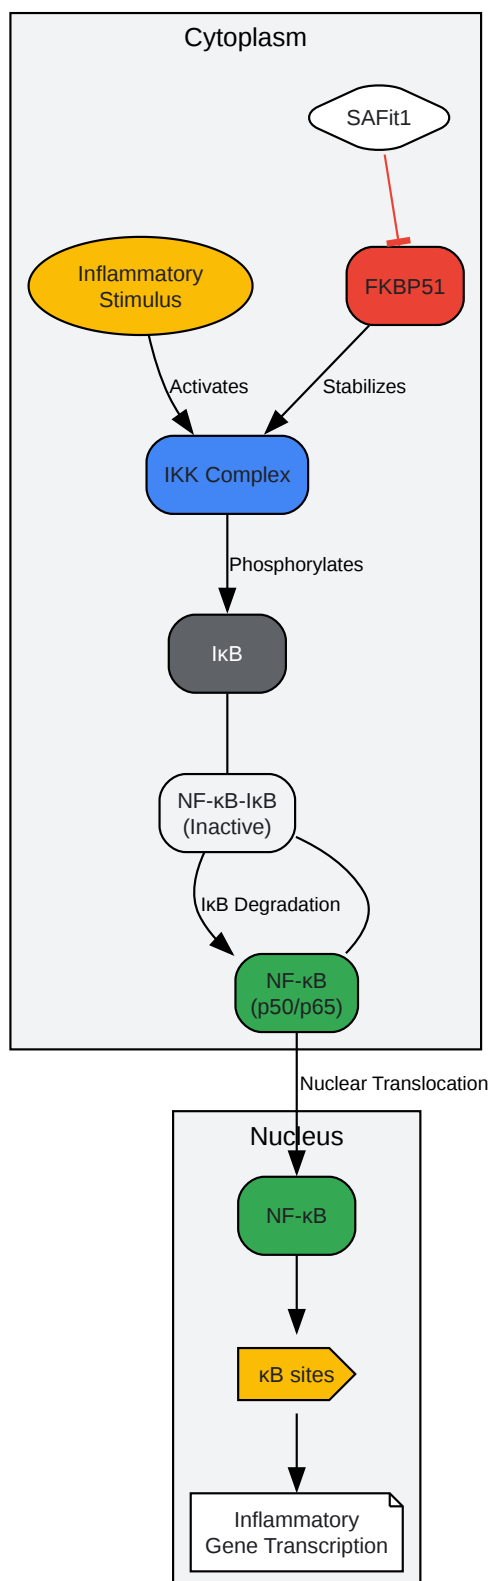 Cytoplasm
SAFit1
Inflammatory
Stimulus
FKBP51
Activates
Stabilizes
IKK Complex
Phosphorylates
IκB
NF-κB-IκB
(Inactive)
IκB Degradation
NF-κB
(p50/p65)
Nuclear Translocation
Nucleus
NF-κB
κB sites
Inflammatory
Gene Transcription